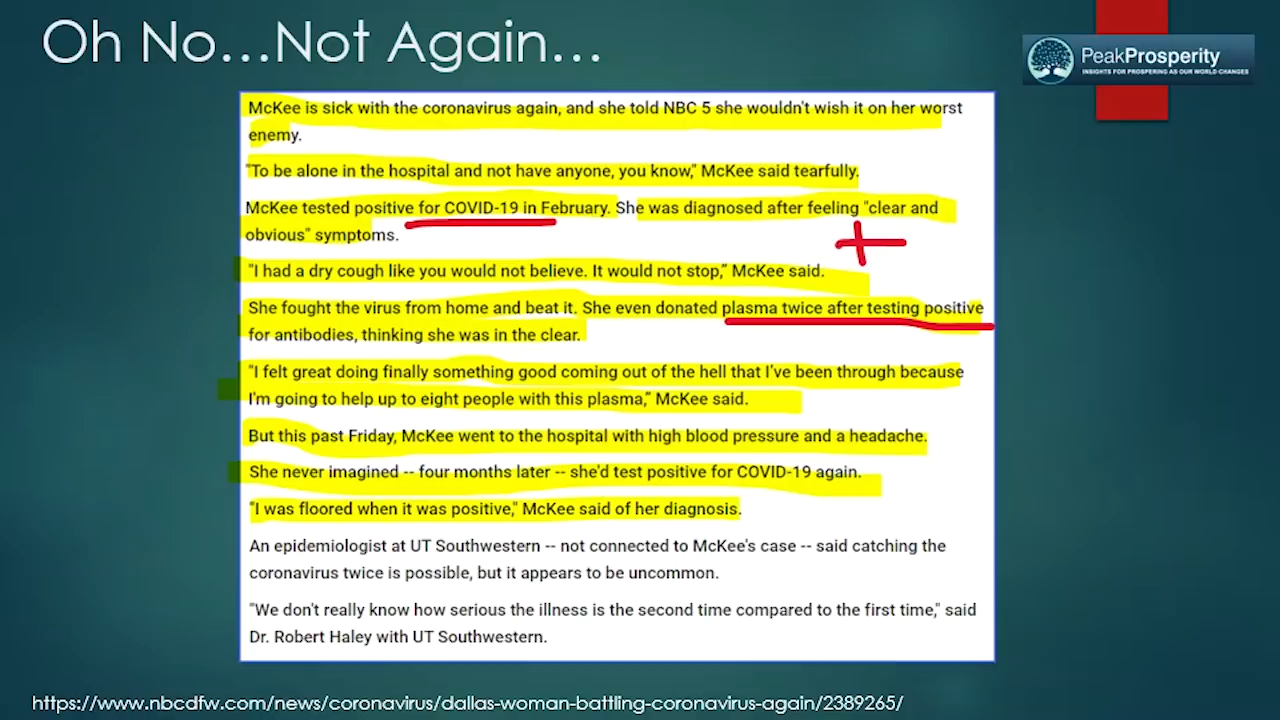 Oh No...Not Again...
PeakProsperity
INSIGHTS FOR PROSPERING AS OUR WORLD CHANGES
McKee is sick with the coronavirus again, and she told NBC 5 she wouldn't wish it on her worst
enemy.
"To be alone in the hospital and not have anyone, you know," McKee said tearfully.
McKee tested positive for COVID-19 in February. She was diagnosed after feeling "clear and
obvious" symptoms.
"I had a dry cough like you would not believe. It would not stop," McKee said.
She fought the virus from home and beat it. She even donated plasma twice after testing positive
for antibodies, thinking she was in the clear.
"I felt great doing finally something good coming out of the hell that I've been through because
I'm going to help up to eight people with this plasma," McKee said.
But this past Friday, McKee went to the hospital with high blood pressure and a headache.
She never imagined -- four months later -- she'd test positive for COVID-19 again.
"I was floored when it was positive," McKee said of her diagnosis.
An epidemiologist at UT Southwestern -- not connected to McKee's case -- said catching the
coronavirus twice is possible, but it appears to be uncommon.
"We don't really know how serious the illness is the second time compared to the first time," said
Dr. Robert Haley with UT Southwestern.
https://www.nbcdfw.com/news/coronavirus/dallas-woman-battling-coronavirus-again/2389265/